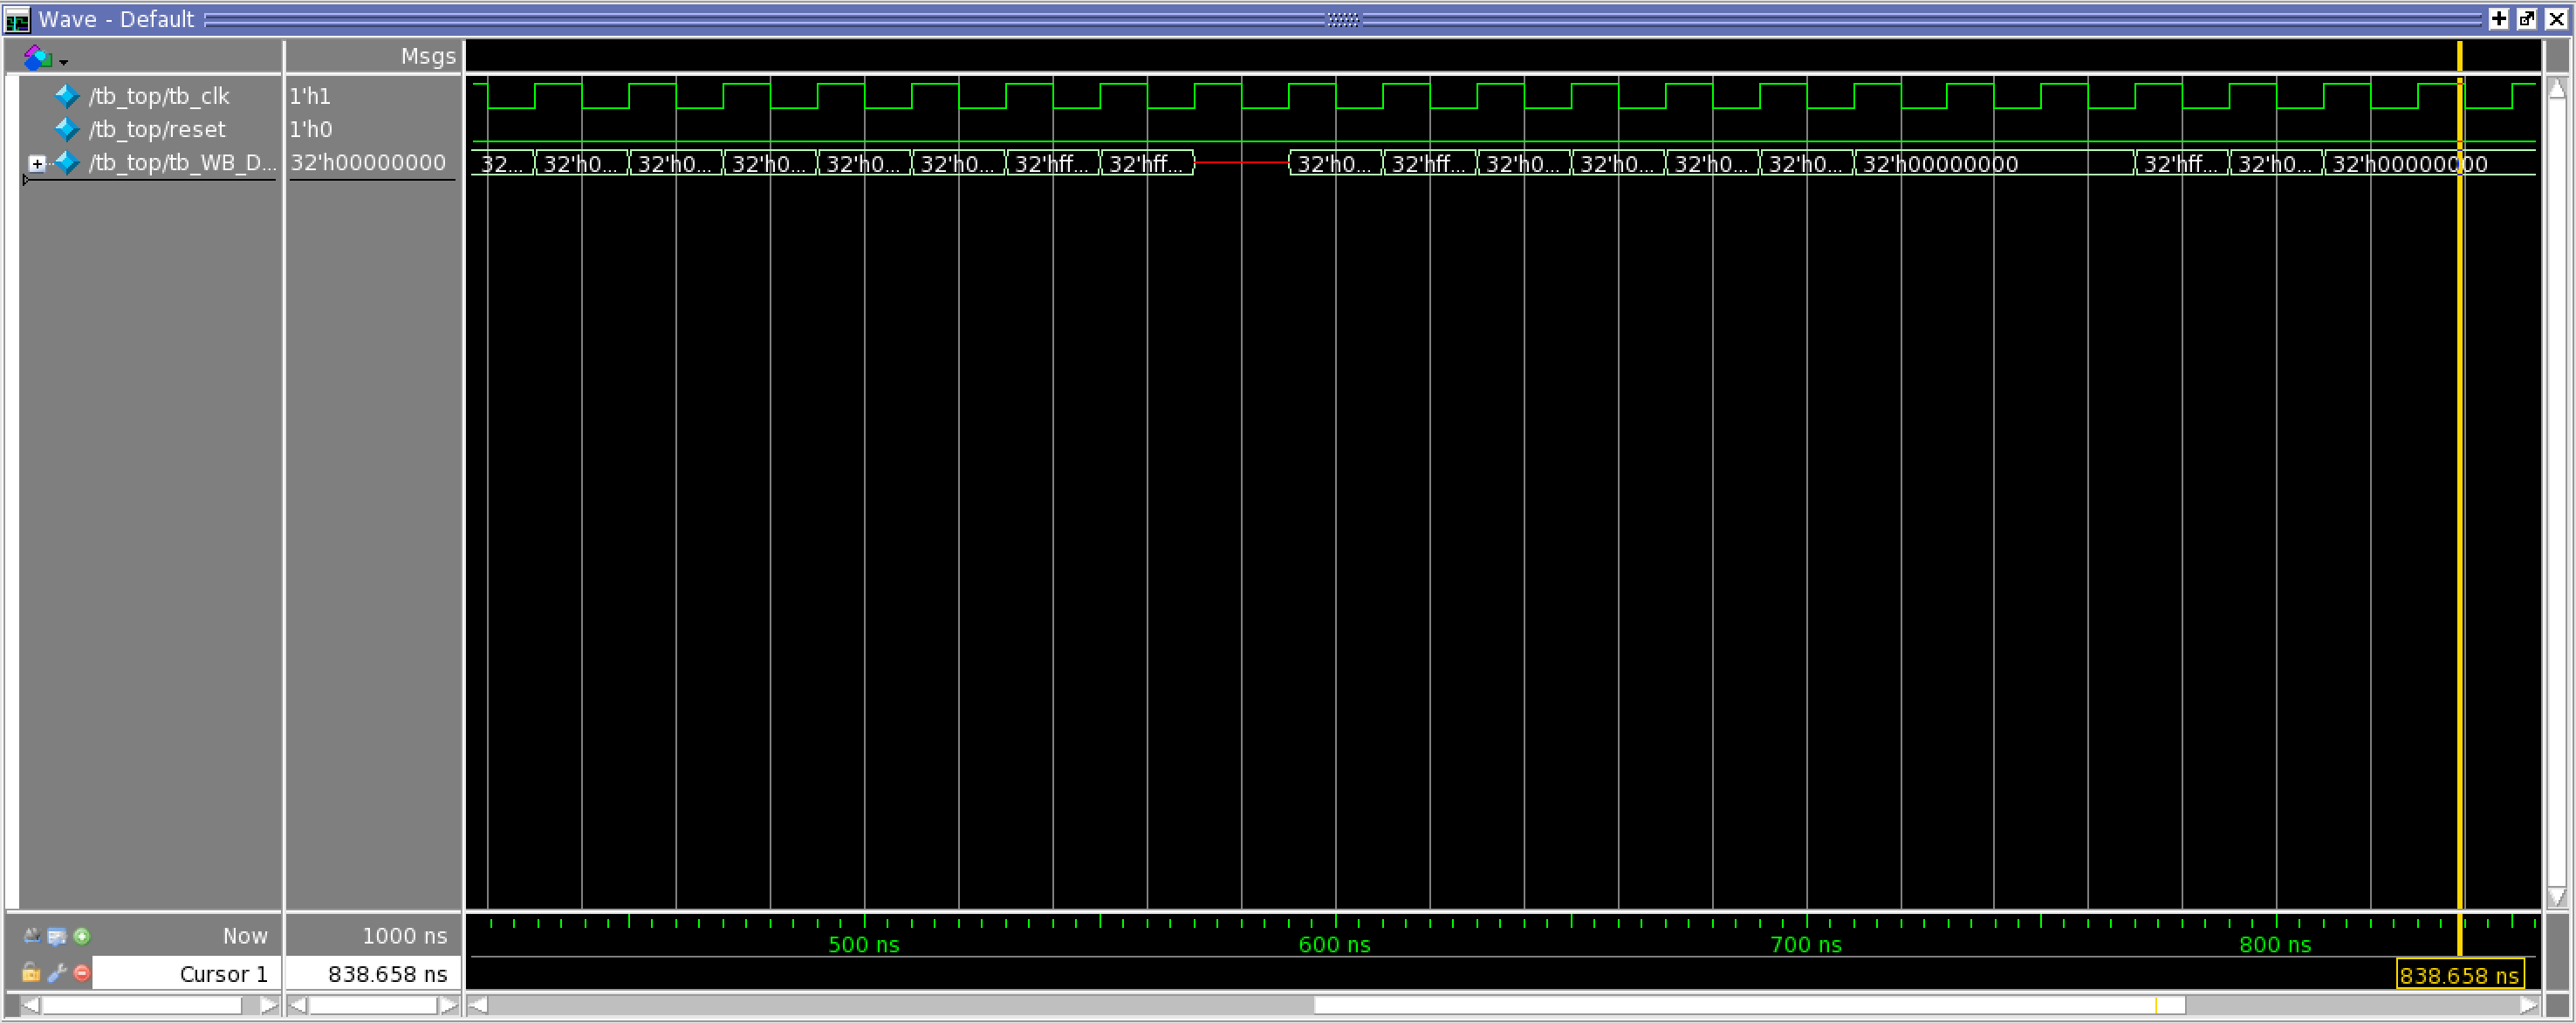 Wave - Default
Msgs
/tb_top/tb_clk 1'h1
/tb_top/reset 1'h0
/tb_top/tb_WB_D... 32'h00000000 32... 32'h0... 32'h0... 32'h0... 32'h0... 32'h0... 32'hff... 32'hff... 32'h0... 32'hff... 32'h0... 32'h0... 32'h0... 32'h0... 32'h00000000 32'hff... 32'h0... 32'h00000000
Now 1000 ns 500 ns 600 ns 700 ns 800 ns
Cursor 1 838.658 ns 838.658 ns